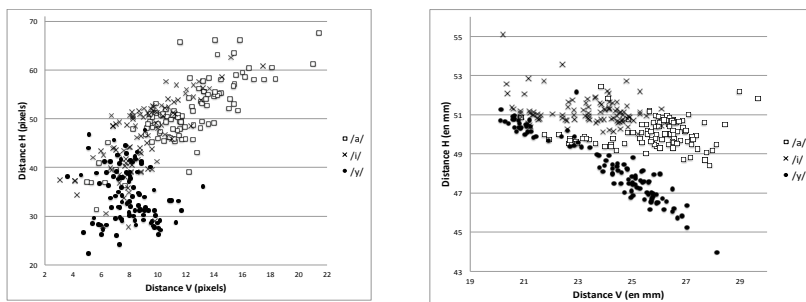 Distance H (pixels)
70
60
50
40
30
20
2 4 6 8 10 12 14 16 18 20 22
Distance V (pixels)
□ /a/
× /i/
● /y/
Distance H (en mm)
55
53
51
49
47
45
43
19 21 23 25 27 29
Distance V (en mm)
□ /a/
× /i/
● /y/